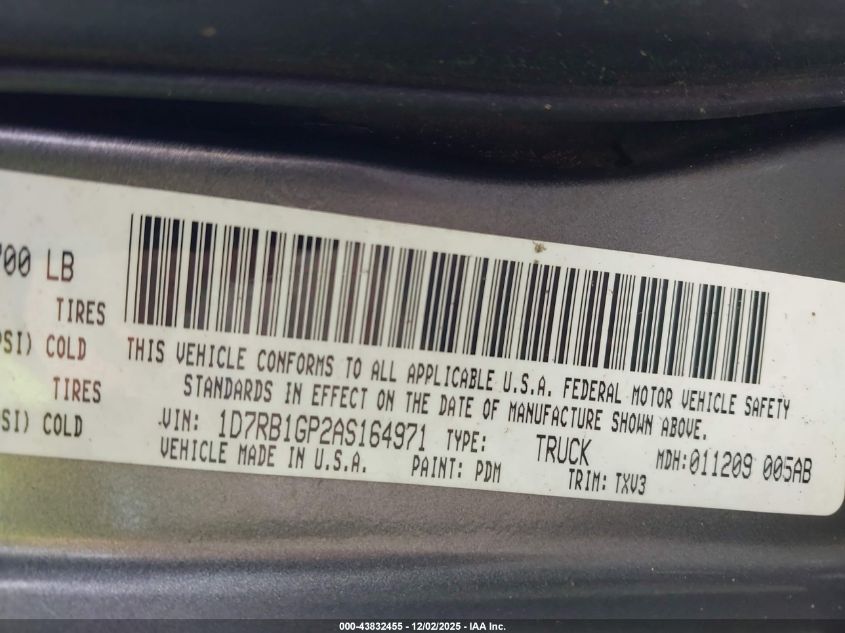 700 LB
TIRES
PSI) COLD
TIRES
SI) COLD
THIS VEHICLE CONFORMS TO ALL APPLICABLE U.S.A. FEDERAL MOTOR VEHICLE SAFETY
STANDARDS IN EFFECT ON THE DATE OF MANUFACTURE SHOWN ABOVE.
VIN: 1D7RB1GP2AS164971 TYPE: TRUCK MDH:011209 005AB
VEHICLE MADE IN U.S.A. PAINT: PDM TRIM: TXV3
000-43832455 - 12/02/2025 - IAA Inc.